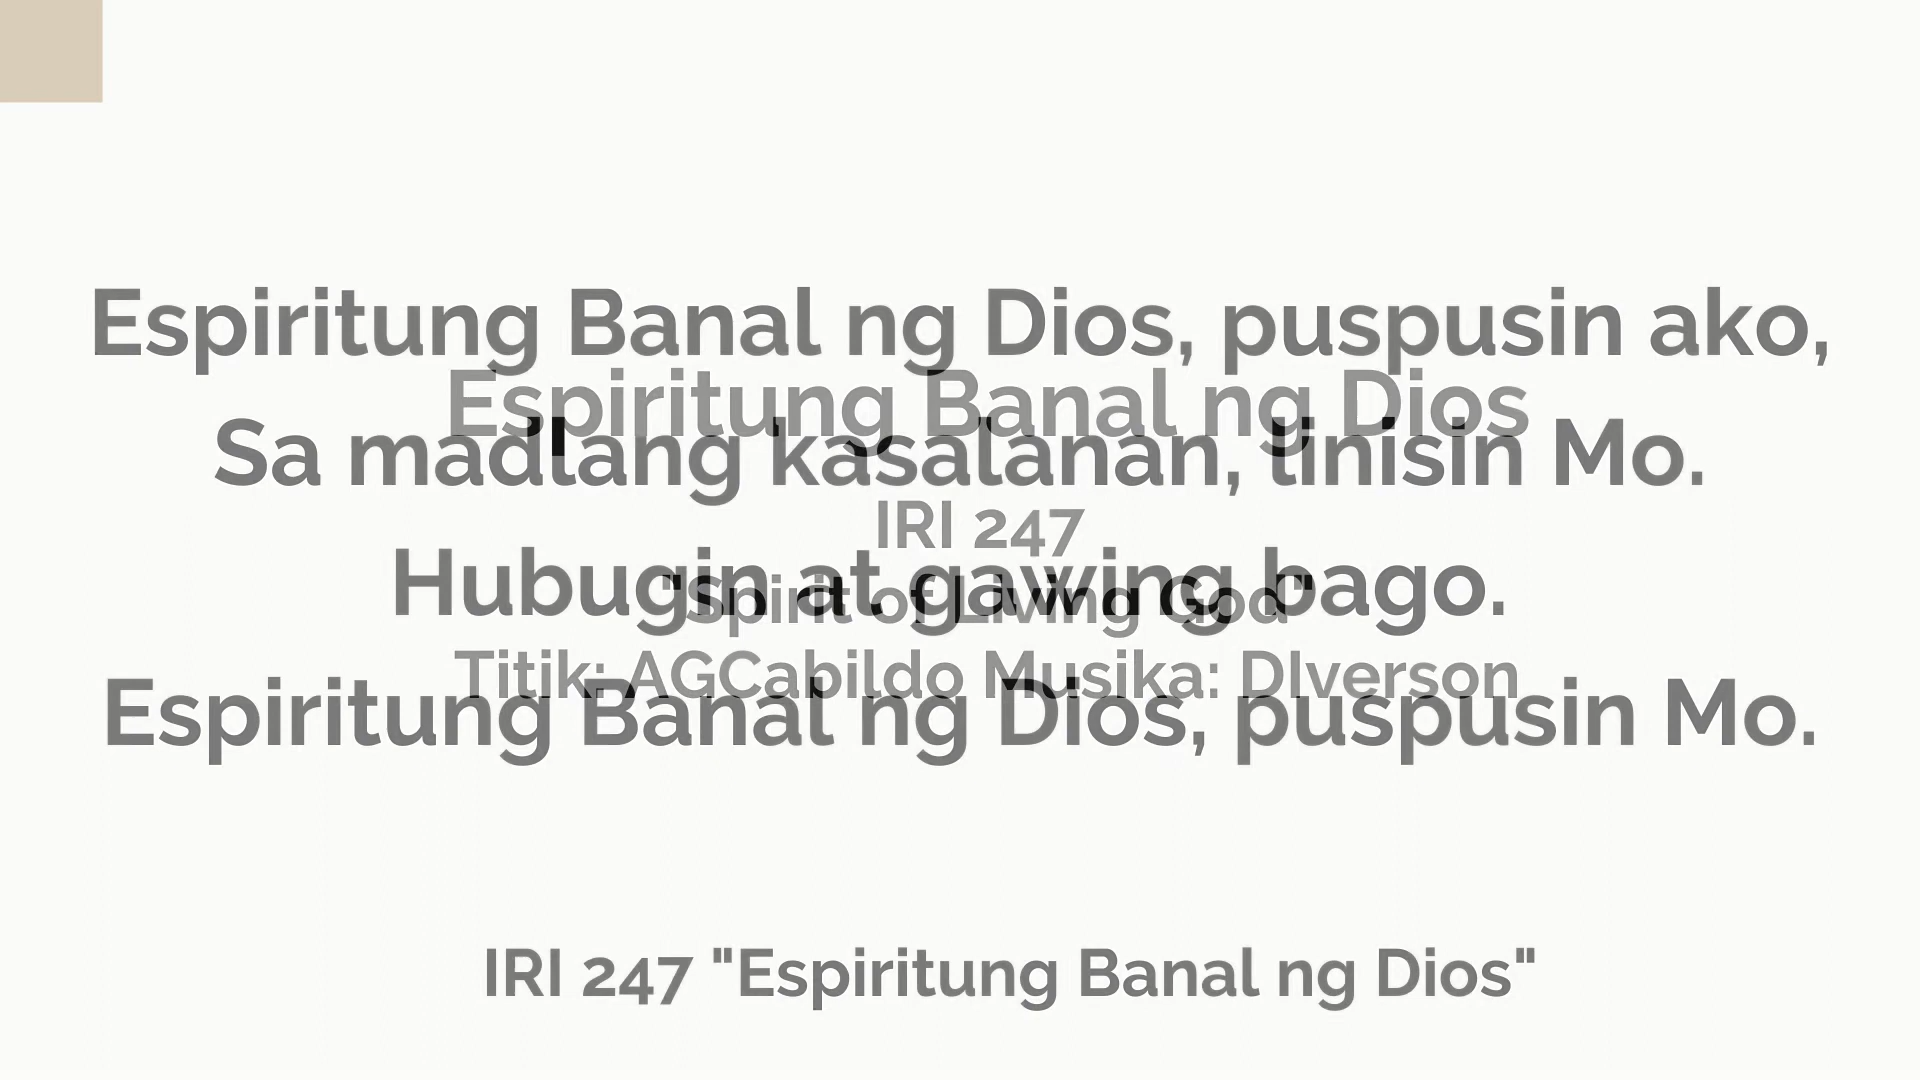 Espiritung Banal ng Dios, puspusin ako,
Espiritung Banal ng Dios
Sa madlang kasalanan, linisin Mo.
IRI 247
Hubugin at gawing bago.
"Spirit of Living God"
Titik: AGCabildo Musika: DIverson
Espiritung Banal ng Dios, puspusin Mo.
IRI 247 "Espiritung Banal ng Dios"